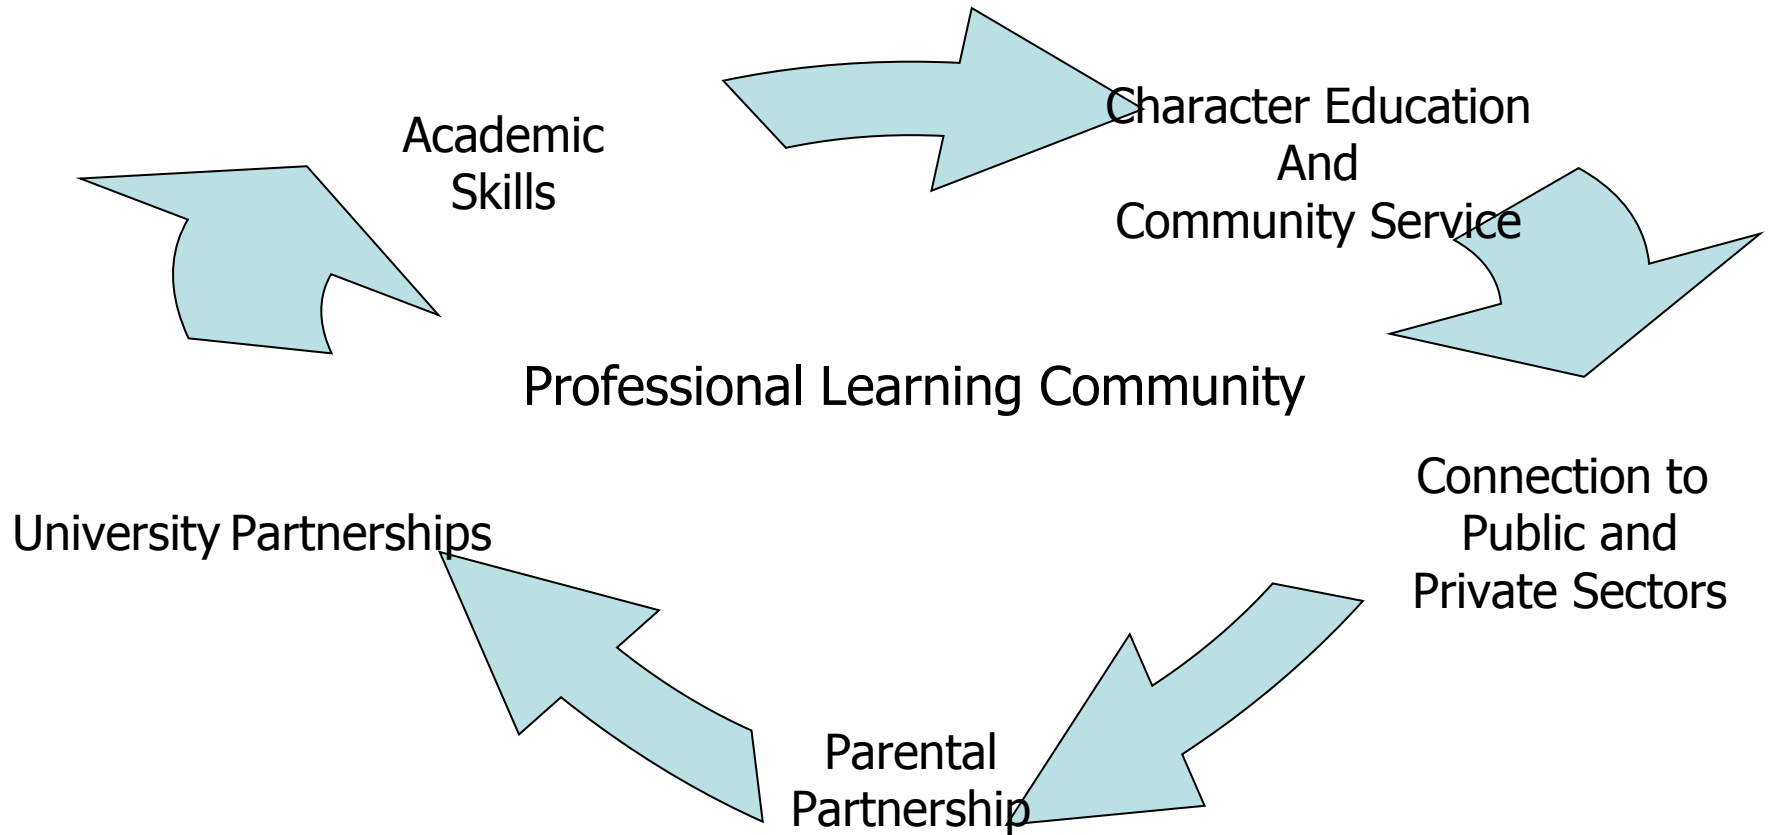 Academic
Skills
Character Education
And
Community Service
Professional Learning Community
Connection to
Public and
Private Sectors
University Partnerships
Parental
Partnership